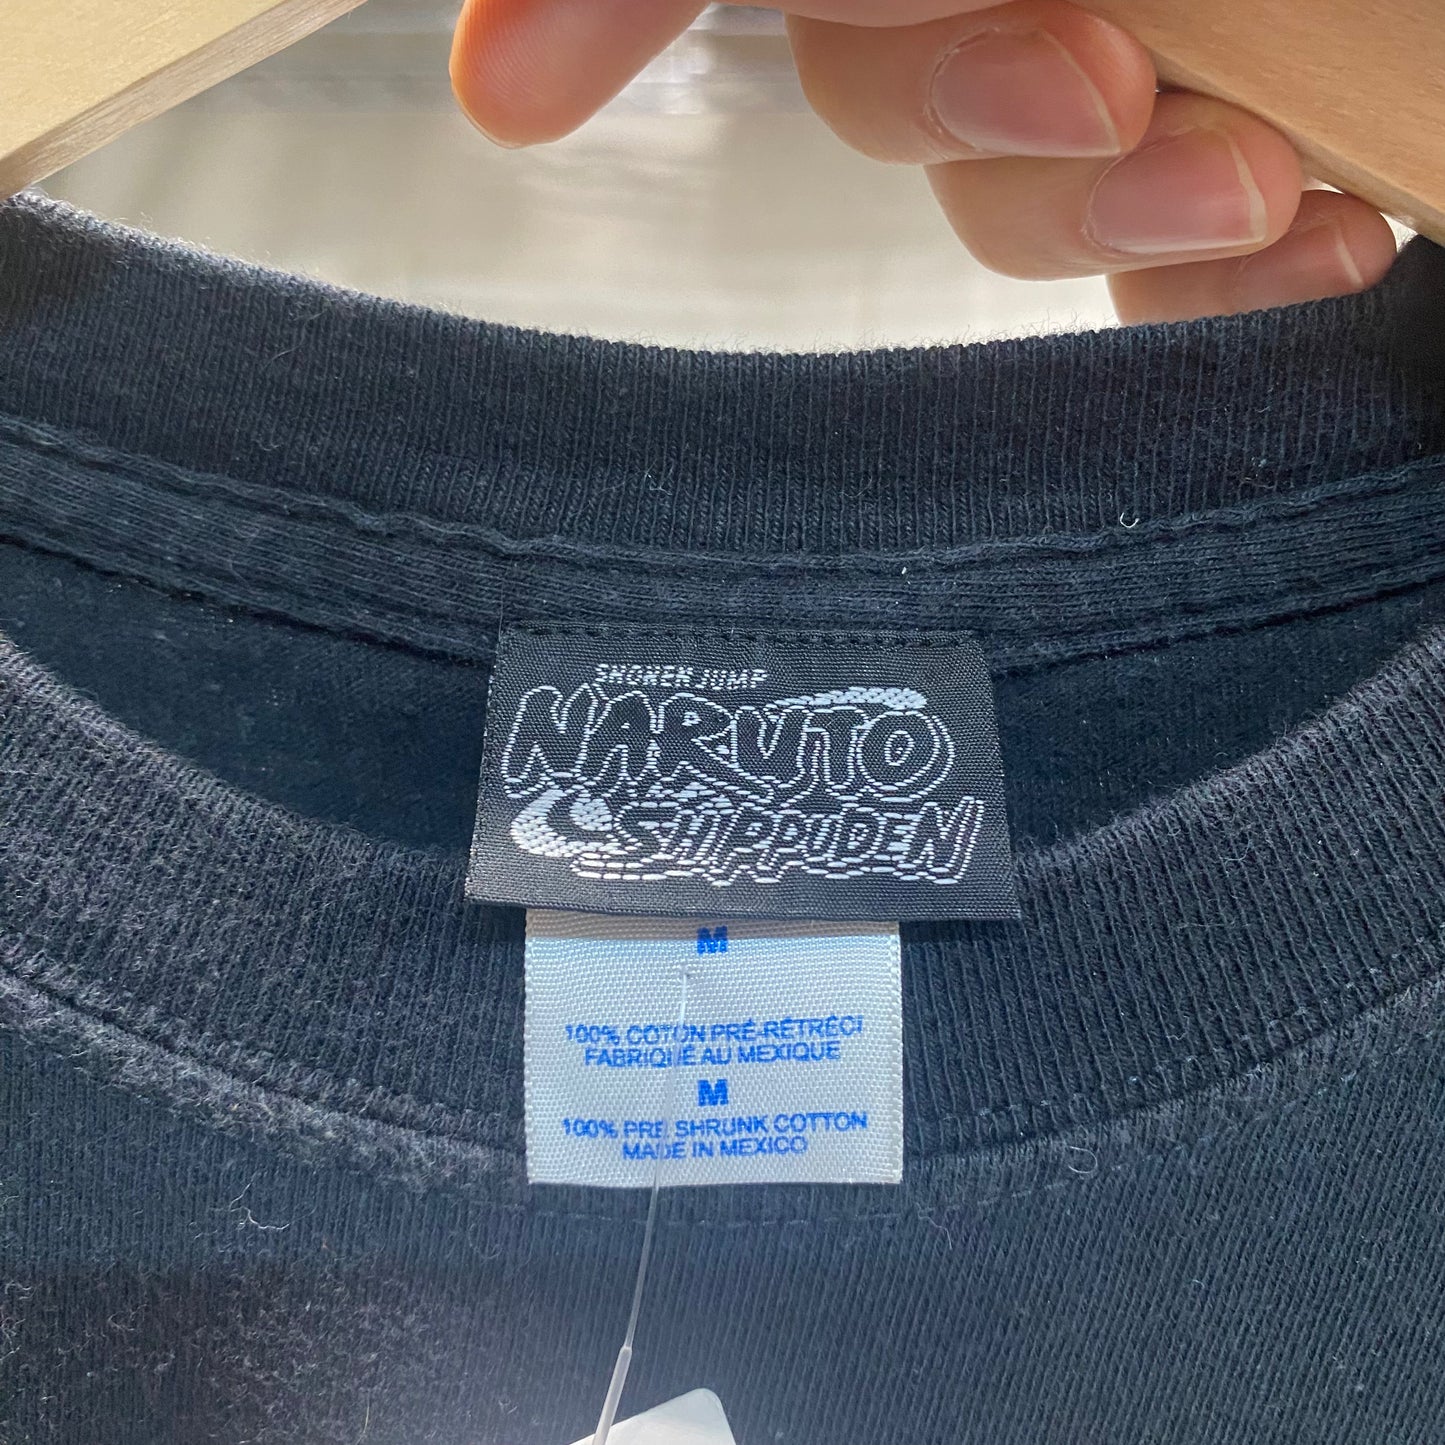 SHONEN JUMP
NARUTO
SHIPPUDEN
M
100% COTON PRÉ-RÉTRÉCI
FABRIQUÉ AU MEXIQUE
M
100% PRE SHRUNK COTTON
MADE IN MEXICO